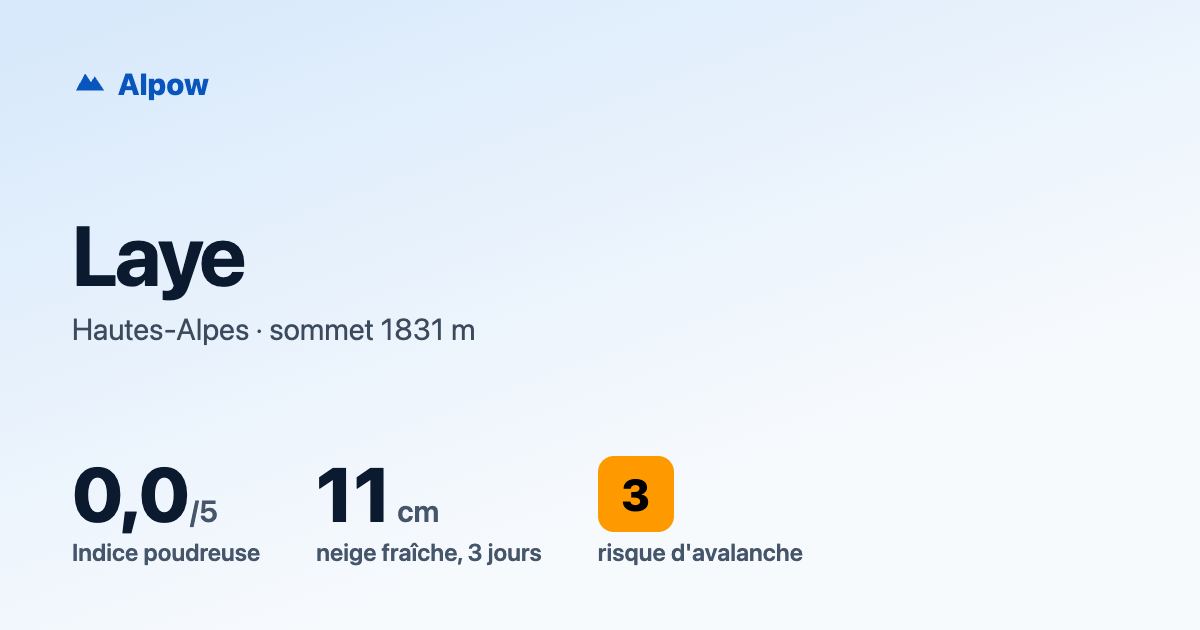 Alpow
Laye
Hautes-Alpes · sommet 1831 m
0,0/5
Indice poudreuse
11 cm
neige fraîche, 3 jours
3
risque d'avalanche